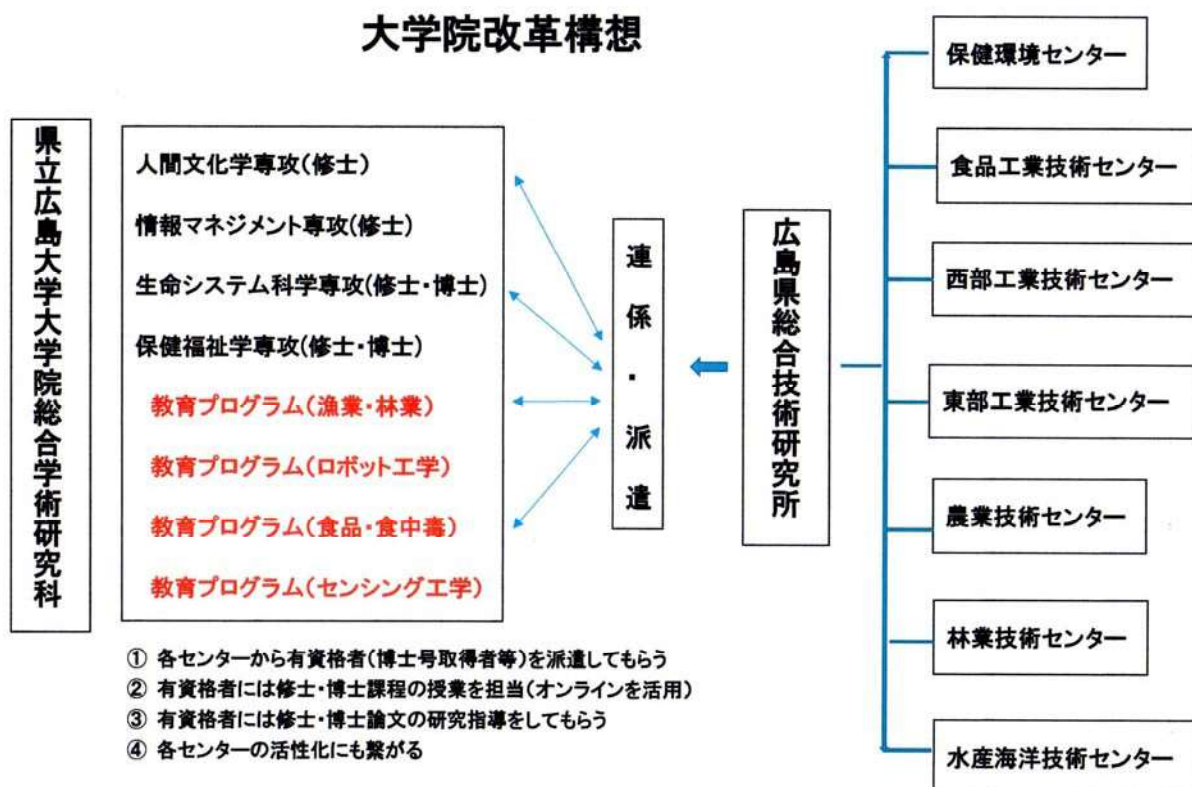 大学院改革構想
県立広島大学大学院総合学術研究科
人間文化学専攻(修士)
情報マネジメント専攻(修士)
生命システム科学専攻(修士・博士)
保健福祉学専攻(修士・博士)
教育プログラム(漁業・林業)
教育プログラム(ロボット工学)
教育プログラム(食品・食中毒)
教育プログラム(センシング工学)
連係・派遣
広島県総合技術研究所
保健環境センター
食品工業技術センター
西部工業技術センター
東部工業技術センター
農業技術センター
林業技術センター
水産海洋技術センター
① 各センターから有資格者(博士号取得者等)を派遣してもらう
② 有資格者には修士・博士課程の授業を担当(オンラインを活用)
③ 有資格者には修士・博士論文の研究指導をしてもらう
④ 各センターの活性化にも繋がる